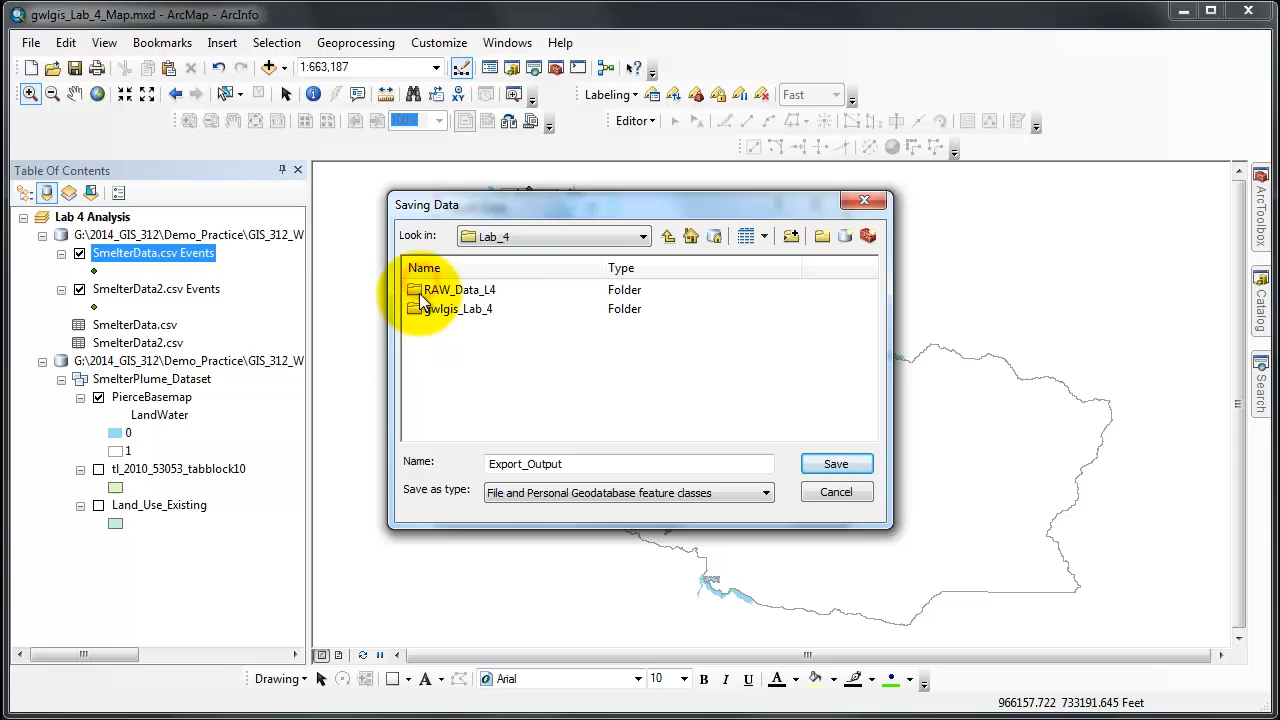 gwlgis_Lab_4_Map.mxd - ArcMap - ArcInfo
File Edit View Bookmarks Insert Selection Geoprocessing Customize Windows Help
1:663,187
Labeling Fast
100%
Editor
Table Of Contents
Lab 4 Analysis
G:\2014_GIS_312\Demo_Practice\GIS_312_W
SmelterData.csv Events
SmelterData2.csv Events
SmelterData.csv
SmelterData2.csv
G:\2014_GIS_312\Demo_Practice\GIS_312_W
SmelterPlume_Dataset
PierceBasemap
LandWater
0
1
tl_2010_53053_tabblock10
Land_Use_Existing
Saving Data
Look in: Lab_4
Name Type
RAW_Data_L4 Folder
gwlgis_Lab_4 Folder
Name: Export_Output Save
Save as type: File and Personal Geodatabase feature classes Cancel
ArcToolbox
Catalog
Search
Drawing A Arial 10 B I U A
966157.722 733191.645 Feet